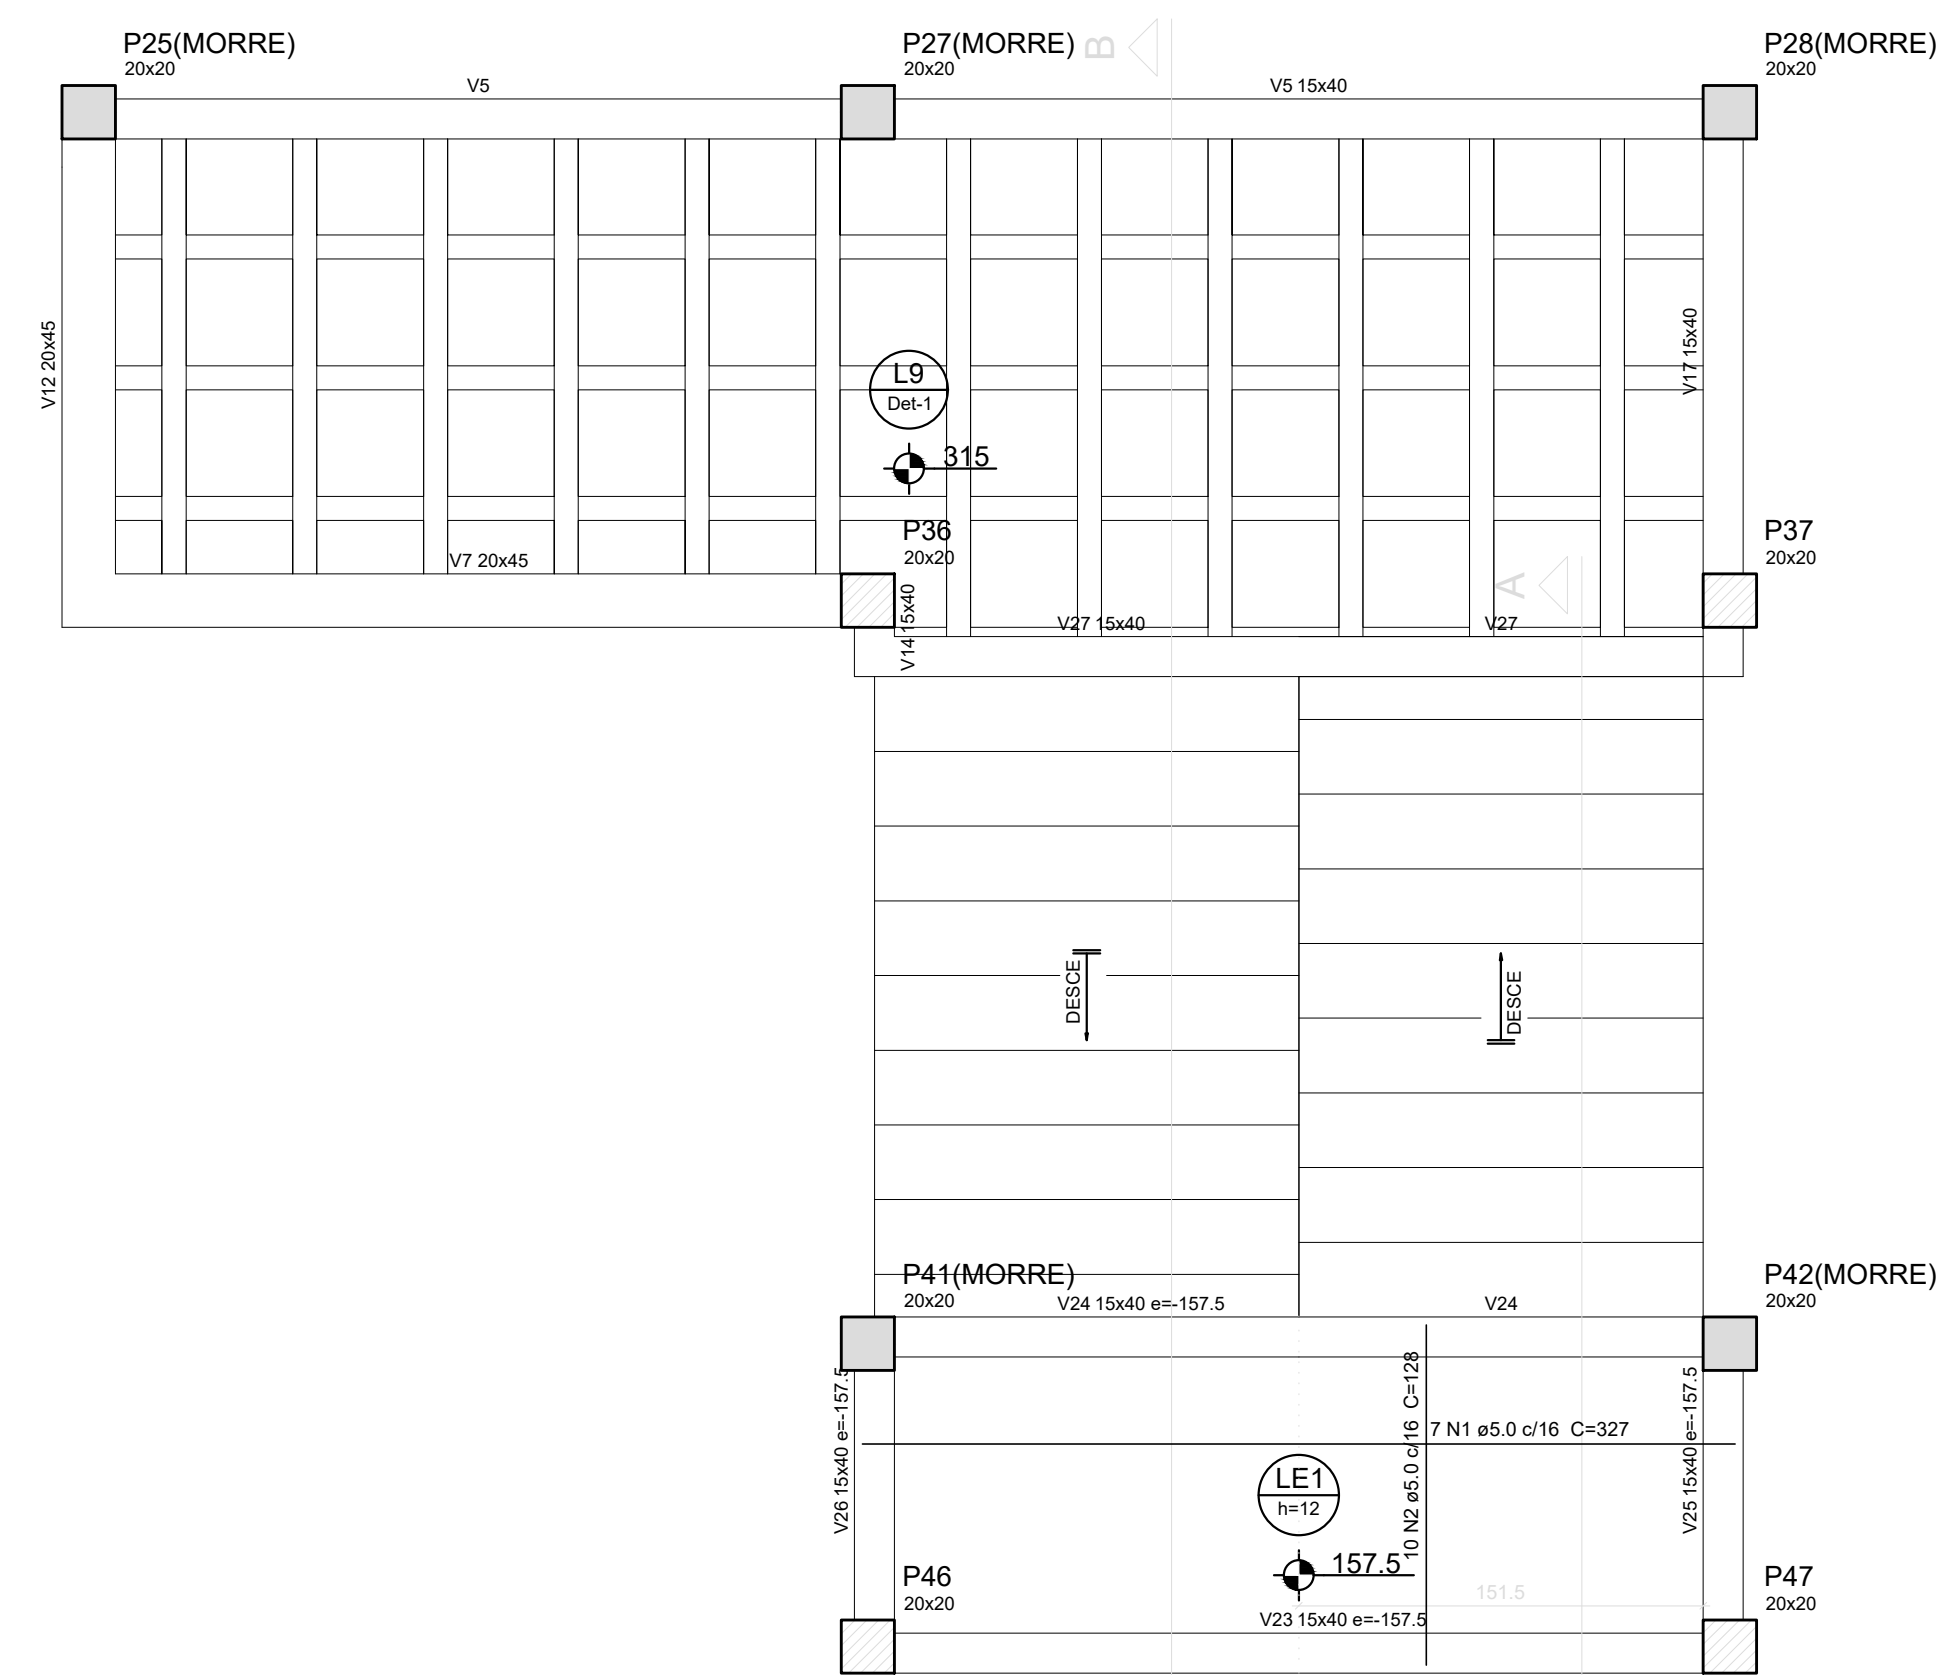 P25(MORRE)
20x20
P27(MORRE)
20x20
B
P28(MORRE)
20x20
V5
V5 15x40
V12 20x45
V17 15x40
L9
Det-1
315
P36
20x20
P37
20x20
V7 20x45
A
V14 15x40
V27 15x40
V27
DESCE
DESCE
P41(MORRE)
20x20
P42(MORRE)
20x20
V24 15x40 e=-157.5
V24
V26 15x40 e=-157.5
10 N2 ø5.0 c/16 C=128
7 N1 ø5.0 c/16 C=327
V25 15x40 e=-157.5
LE1
h=12
157.5
P46
20x20
P47
20x20
151.5
V23 15x40 e=-157.5